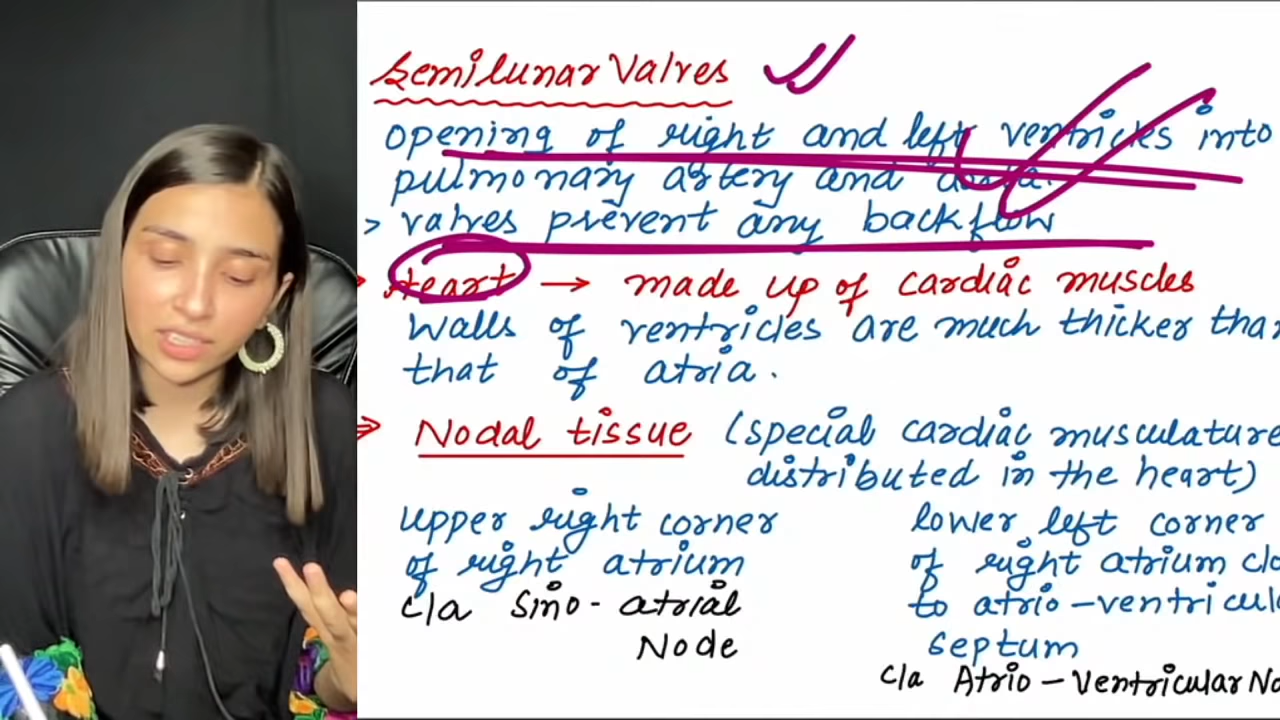 Semilunar Valves
opening of right and left ventricles into
pulmonary artery and aorta.
> valves prevent any backflow
Heart → made up of cardiac muscles
Walls of ventricles are much thicker than
that of atria.
⇒ Nodal tissue (special cardiac musculature
distributed in the heart)
upper right corner
of right atrium
c/a Sino-atrial
Node
lower left corner
of right atrium clo
to atrio-ventricul
septum
c/a Atrio-Ventricular No